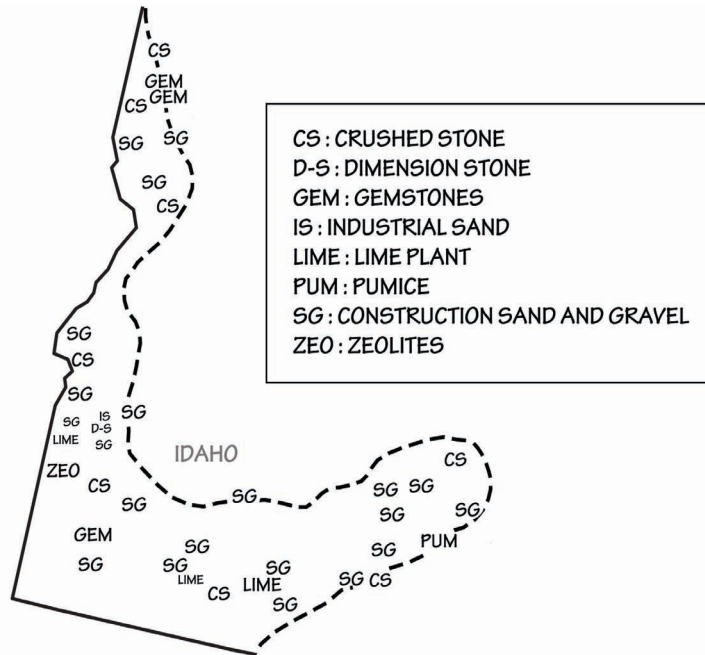 CS
GEM
GEM
CS
SG
SG
SG
CS
CS : CRUSHED STONE
D-S : DIMENSION STONE
GEM : GEMSTONES
IS : INDUSTRIAL SAND
LIME : LIME PLANT
PUM : PUMICE
SG : CONSTRUCTION SAND AND GRAVEL
ZEO : ZEOLITES
SG
CS
SG
SG
IS
SG
D-S
LIME
SG
IDAHO
ZEO
CS
SG
SG
CS
SG
SG
SG
SG
GEM
SG
SG
SG
LIME
CS
LIME
SG
SG
SG
PUM
SG
CS